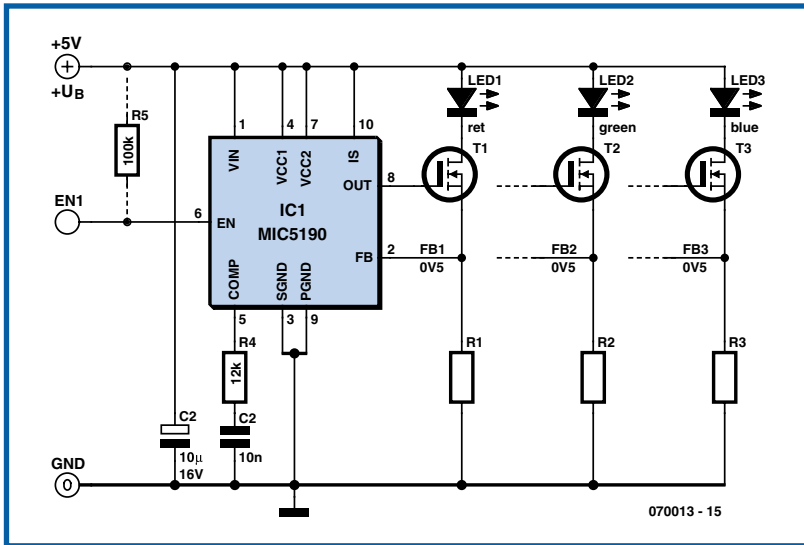 +5V
+UB
R5
100k
EN1
1
4
7
10
VIN
VCC1
VCC2
IS
OUT
8
6
EN
IC1
MIC5190
FB
2
COMP
SGND
PGND
5
3
9
R4
12k
C2
10µ
16V
C2
10n
GND
LED1
ret
T1
LED2
green
T2
LED3
blue
T3
FB1
0V5
FB2
0V5
FB3
0V5
R1
R2
R3
070013 - 15